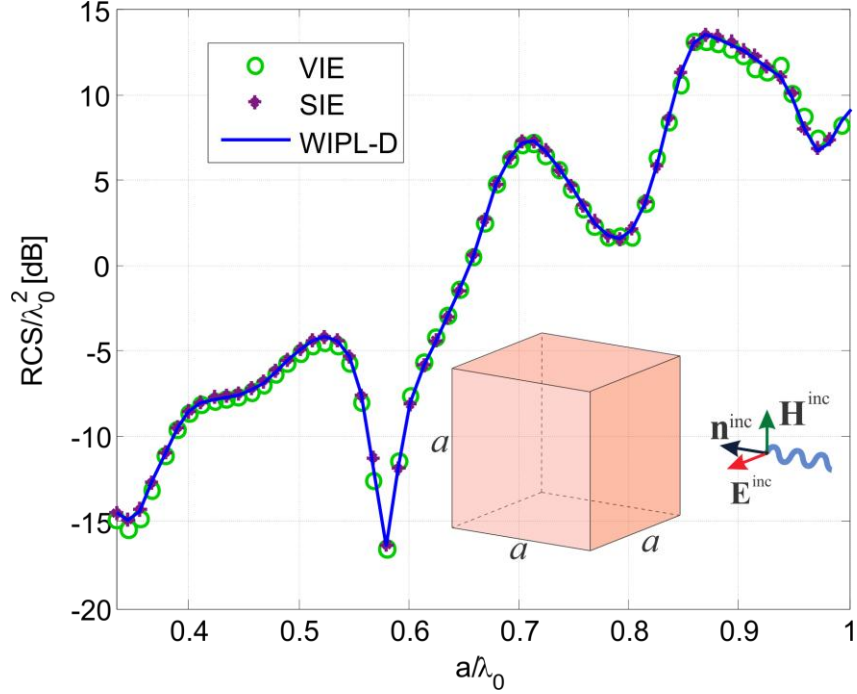 15
10
5
0
-5
-10
-15
-20
RCS/λ₀² [dB]
VIE
SIE
WIPL-D
a
a
a
n^inc
H^inc
E^inc
0.4
0.5
0.6
0.7
0.8
0.9
1
a/λ₀